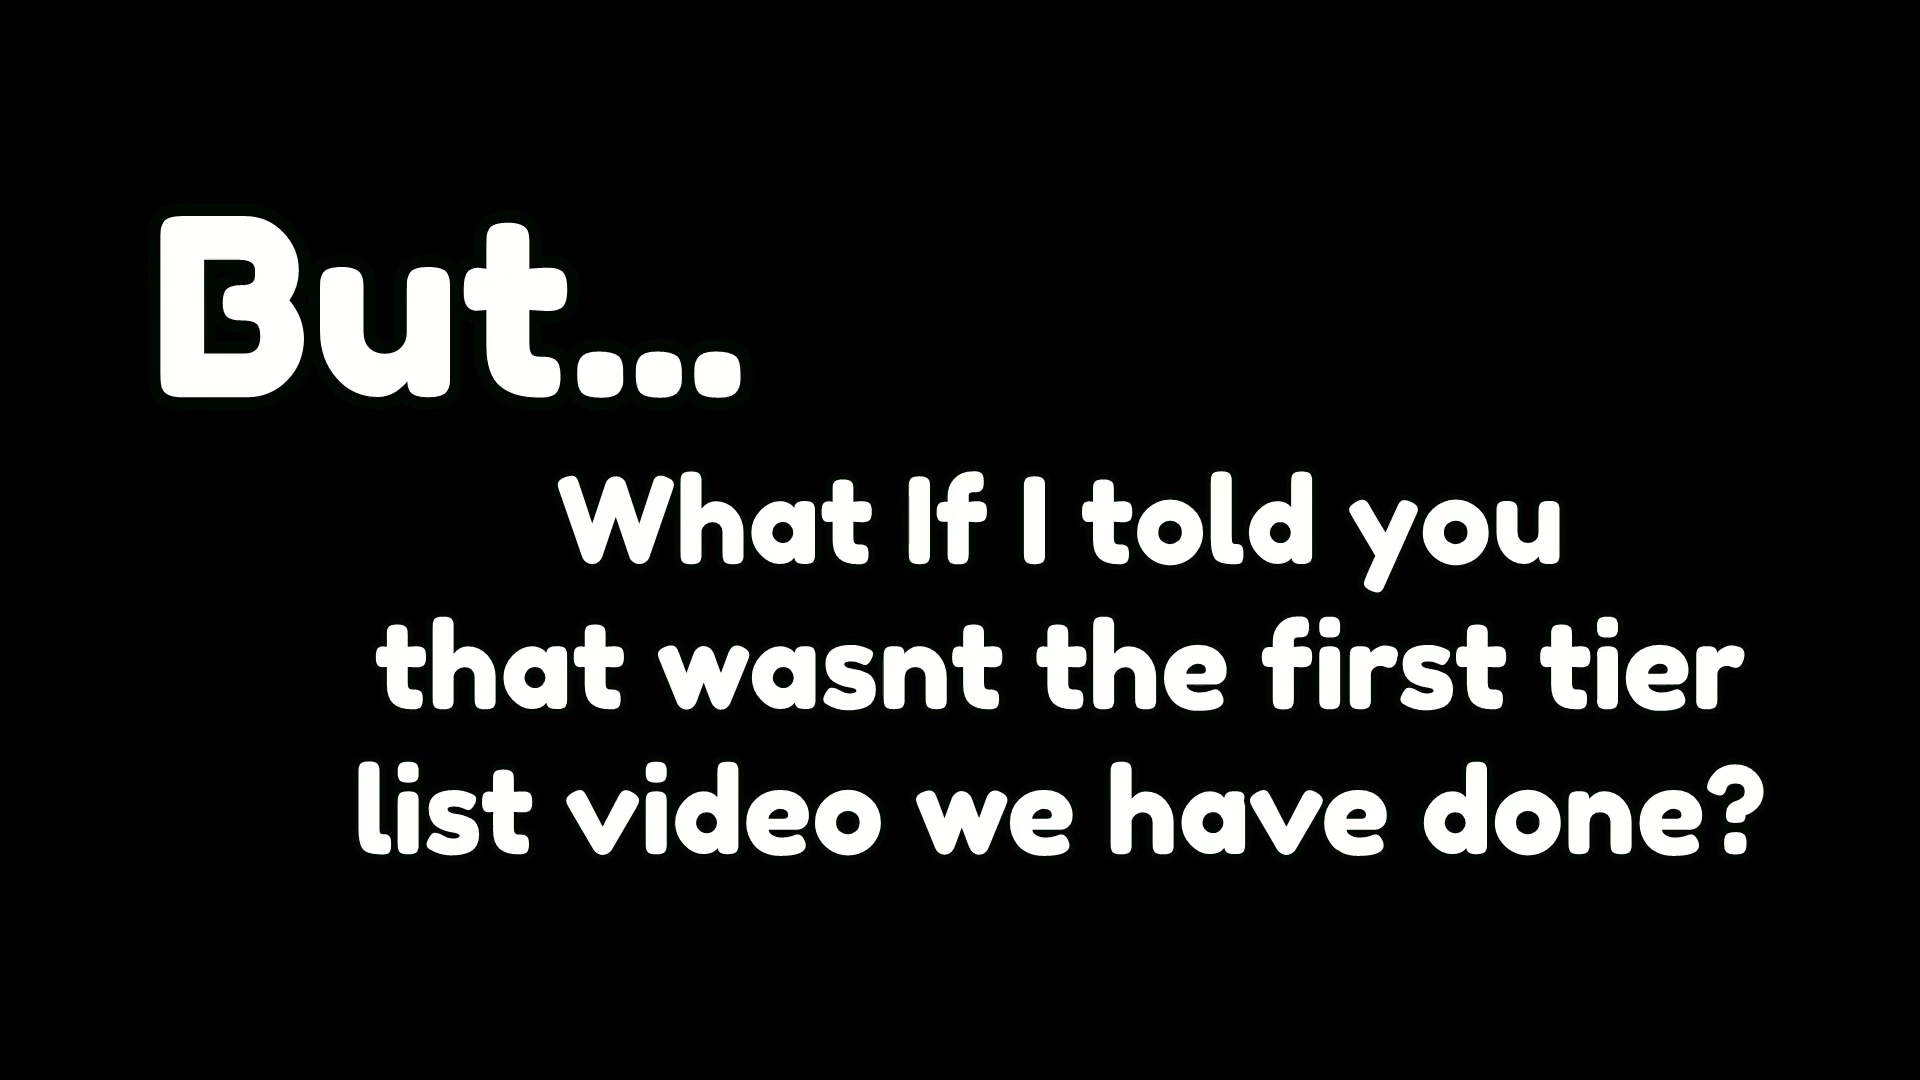 But...
What If I told you
that wasnt the first tier
list video we have done?